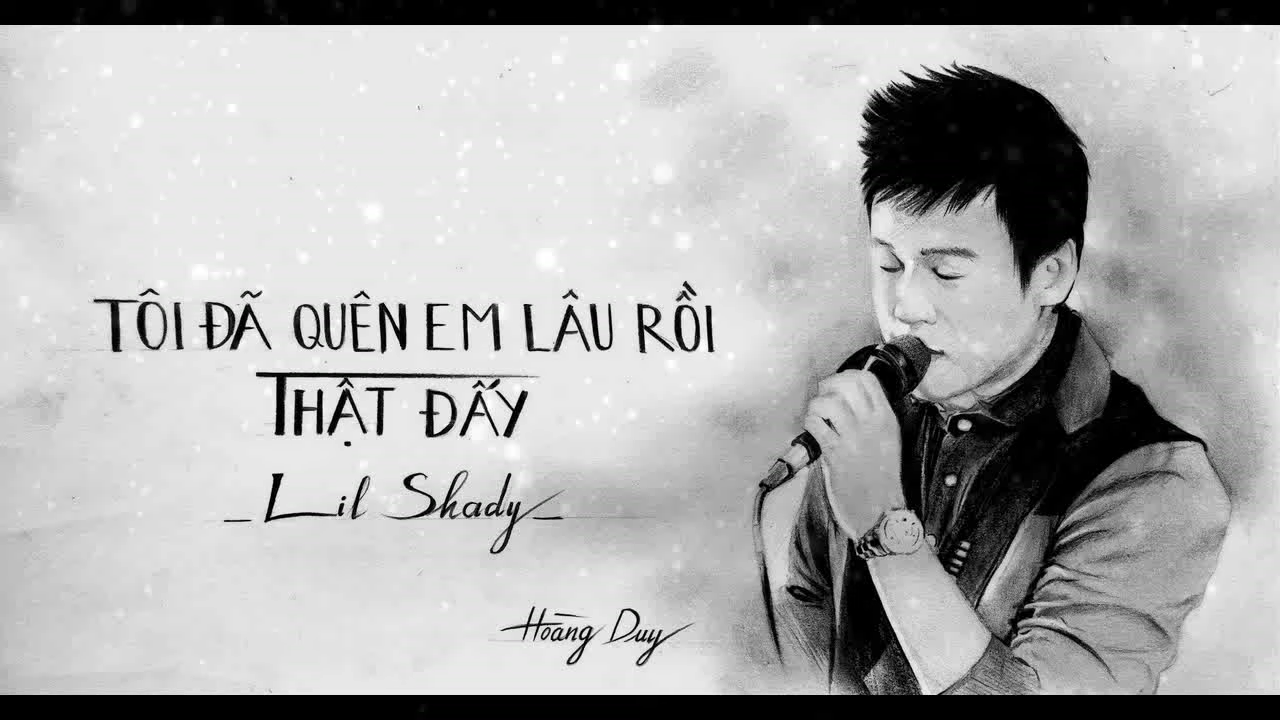 TÔI ĐÃ QUÊN EM LÂU RỒI
THẬT ĐẤY
_Lil Shady_
Hoàng Duy